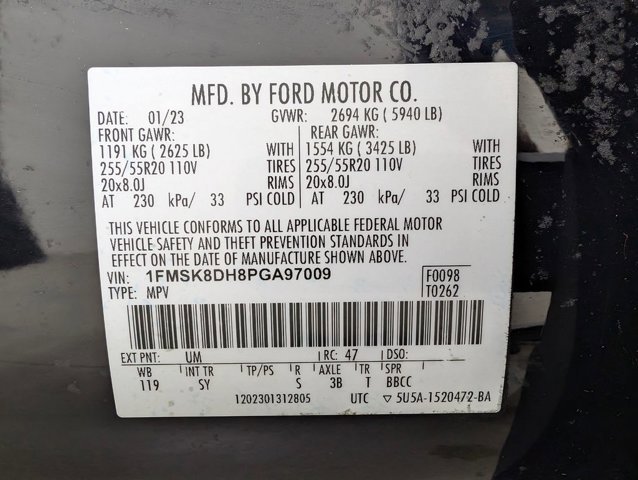 MFD. BY FORD MOTOR CO.
DATE: 01/23 GVWR: 2694 KG ( 5940 LB)
FRONT GAWR: REAR GAWR:
1191 KG ( 2625 LB) WITH 1554 KG ( 3425 LB) WITH
255/55R20 110V TIRES 255/55R20 110V TIRES
20x8.0J RIMS 20x8.0J RIMS
AT 230 kPa/ 33 PSI COLD AT 230 kPa/ 33 PSI COLD
THIS VEHICLE CONFORMS TO ALL APPLICABLE FEDERAL MOTOR
VEHICLE SAFETY AND THEFT PREVENTION STANDARDS IN
EFFECT ON THE DATE OF MANUFACTURE SHOWN ABOVE.
VIN: 1FMSK8DH8PGA97009 F0098
TYPE: MPV T0262
EXT PNT: UM RC: 47 DSO:
WB INT TR TP/PS R AXLE TR SPR
119 SY S 3B T BBCC
1202301312805 UTC ▽ 5U5A-1520472-BA